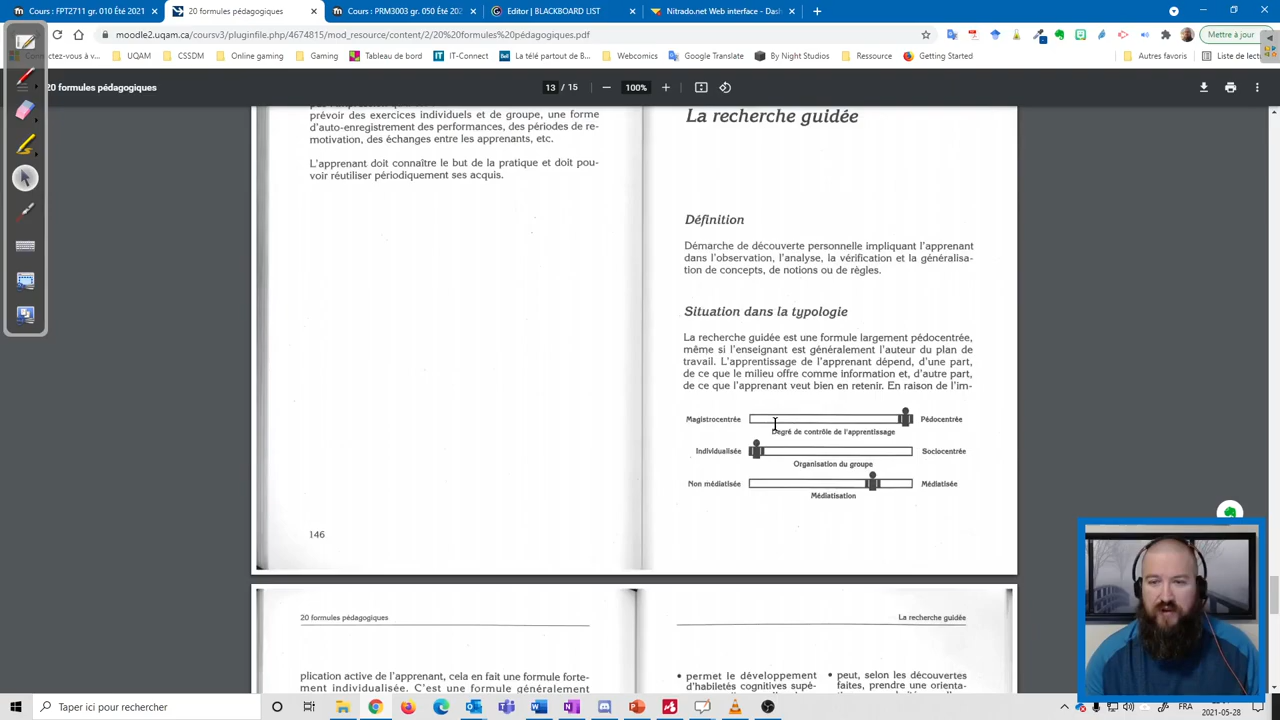 Cours : FPT2711 gr. 010 Été 2021
20 formules pédagogiques
Cours : PRM3003 gr. 050 Été 202
Editor | BLACKBOARD LIST
Nitrado.net Web interface - Dash
moodle2.uqam.ca/coursv3/pluginfile.php/4674815/mod_resource/content/2/20%20formules%20pédagogiques.pdf
Mettre à jour
ctez-vous à v...
UQAM
CSSDM
Online gaming
Gaming
Tableau de bord
IT-Connect
La télé partout de B...
Webcomics
Google Translate
By Night Studios
Ressource
Getting Started
Autres favoris
Liste de lect
20 formules pédagogiques
13 / 15
100%
prévoir des exercices individuels et de groupe, une forme
d'auto-enregistrement des performances, des périodes de re-
motivation, des échanges entre les apprenants, etc.
L'apprenant doit connaître le but de la pratique et doit pou-
voir réutiliser périodiquement ses acquis.
146
La recherche guidée
Définition
Démarche de découverte personnelle impliquant l'apprenant
dans l'observation, l'analyse, la vérification et la généralisa-
tion de concepts, de notions ou de règles.
Situation dans la typologie
La recherche guidée est une formule largement pédocentrée,
même si l'enseignant est généralement l'auteur du plan de
travail. L'apprentissage de l'apprenant dépend, d'une part,
de ce que le milieu offre comme information et, d'autre part,
de ce que l'apprenant veut bien en retenir. En raison de l'im-
Magistrocentrée
Pédocentrée
Degré de contrôle de l'apprentissage
Individualisée
Sociocentrée
Organisation du groupe
Non médiatisée
Médiatisée
Médiatisation
20 formules pédagogiques
plication active de l'apprenant, cela en fait une formule forte-
ment individualisée. C'est une formule généralement
La recherche guidée
• permet le développement
d'habiletés cognitives supé-
• peut, selon les découvertes
faites, prendre une orienta-
Taper ici pour rechercher
FRA
2021-05-28